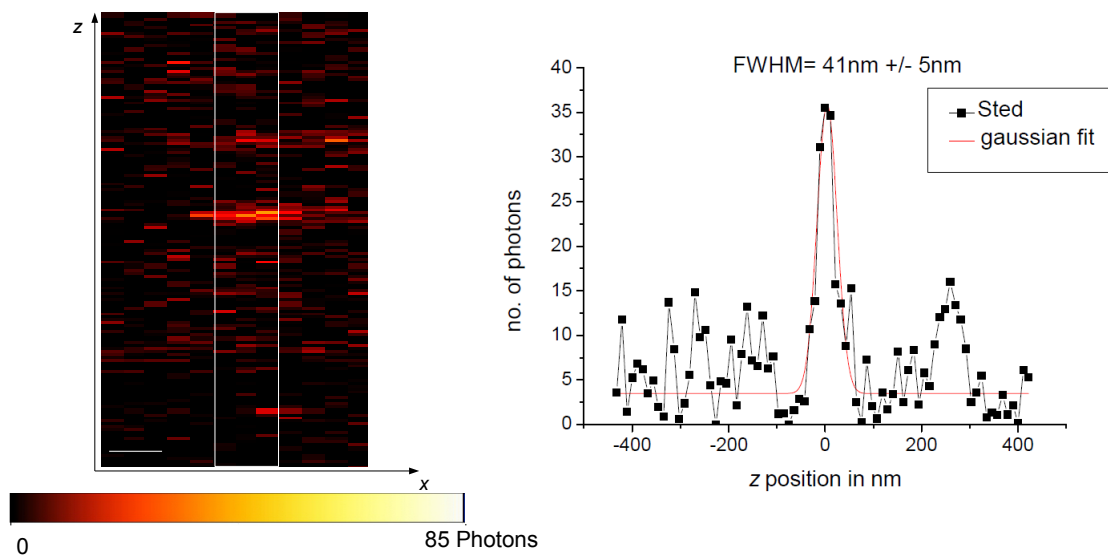 z
x
0
85 Photons
FWHM= 41nm +/- 5nm
no. of photons
40
35
30
25
20
15
10
5
0
-400
-200
0
200
400
z position in nm
Sted
gaussian fit